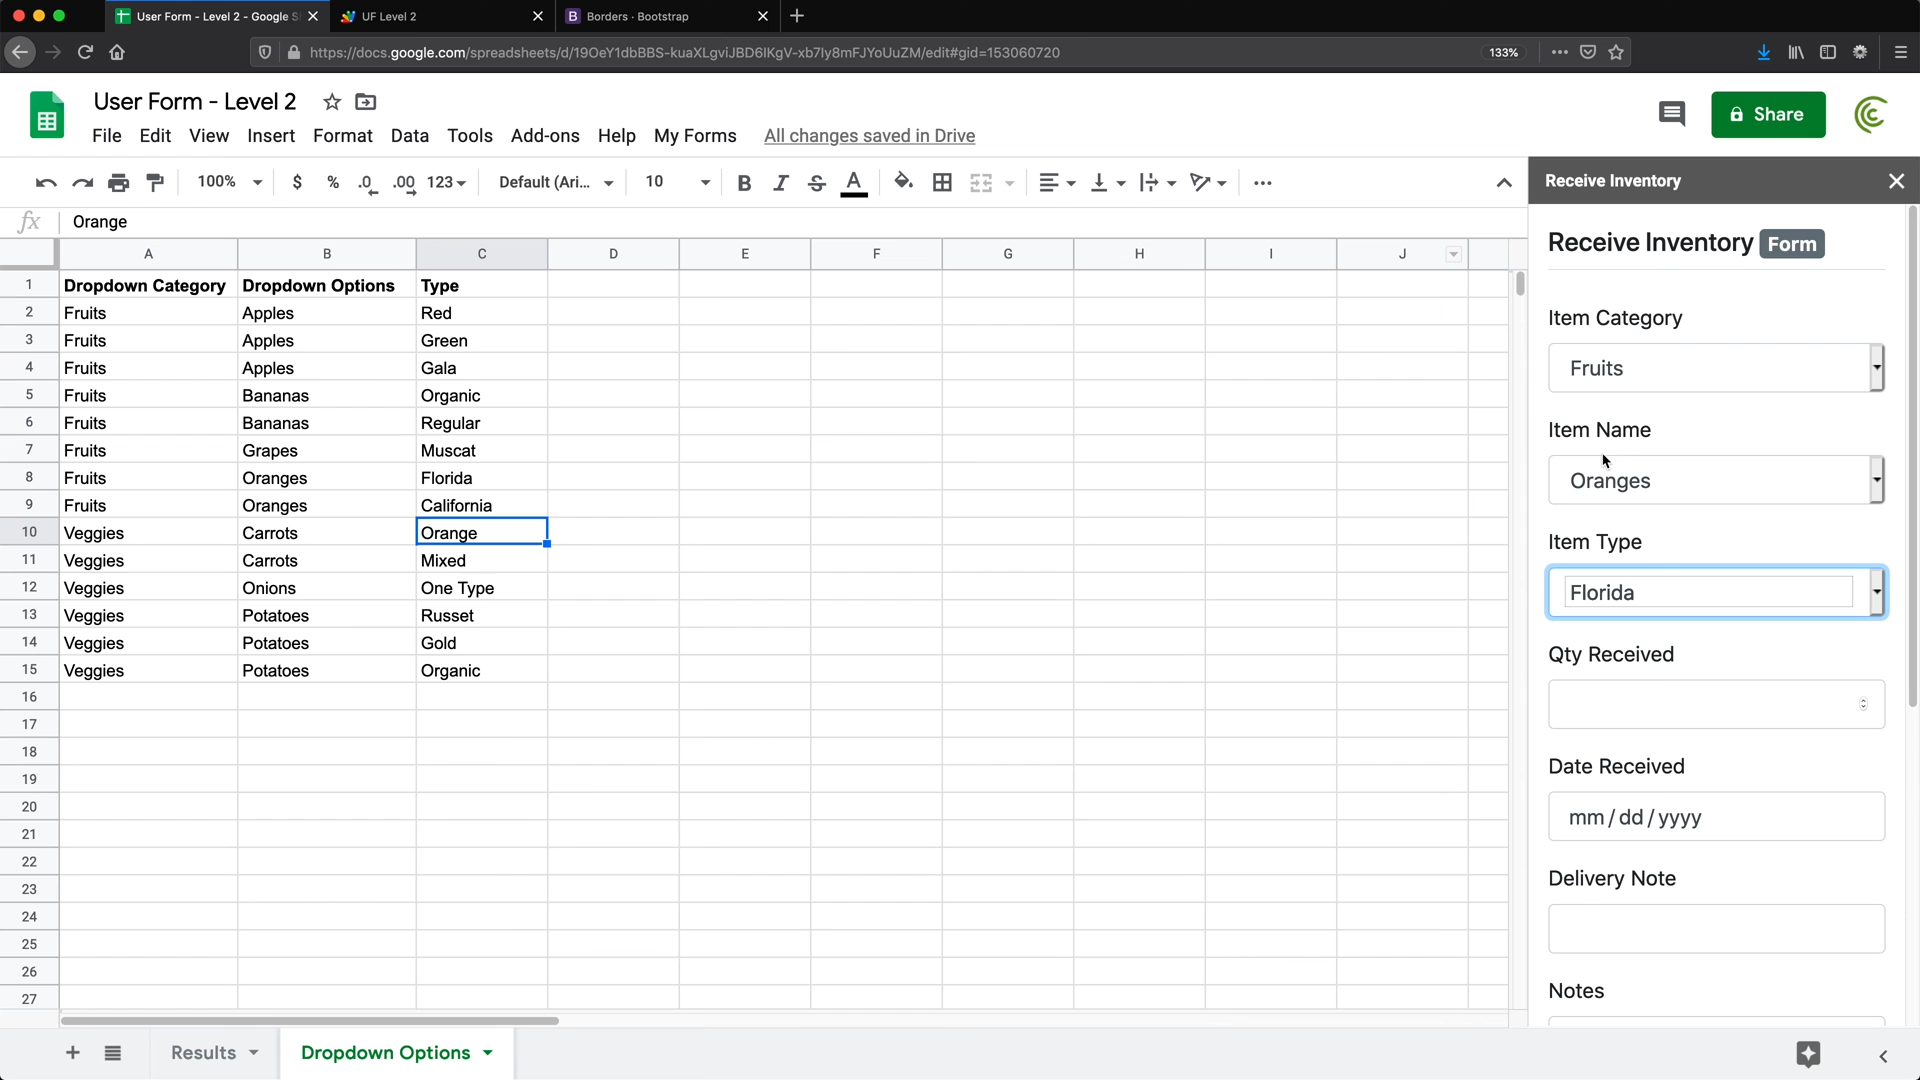 User Form - Level 2 - Google S
UF Level 2
B Borders · Bootstrap
https://docs.google.com/spreadsheets/d/19OeY1dbBBS-kuaXLgviJBD6lKgV-xb7Iy8mFJYoUuZM/edit#gid=153060720
133%
User Form - Level 2
File Edit View Insert Format Data Tools Add-ons Help My Forms All changes saved in Drive
Share
100% $ % .0 .00 123 Default (Ari... 10 B I S A
Receive Inventory
fx Orange
A B C D E F G H I J
1 Dropdown Category Dropdown Options Type
2 Fruits Apples Red
3 Fruits Apples Green
4 Fruits Apples Gala
5 Fruits Bananas Organic
6 Fruits Bananas Regular
7 Fruits Grapes Muscat
8 Fruits Oranges Florida
9 Fruits Oranges California
10 Veggies Carrots Orange
11 Veggies Carrots Mixed
12 Veggies Onions One Type
13 Veggies Potatoes Russet
14 Veggies Potatoes Gold
15 Veggies Potatoes Organic
16
17
18
19
20
21
22
23
24
25
26
27
Receive Inventory Form
Item Category
Fruits
Item Name
Oranges
Item Type
Florida
Qty Received
Date Received
mm / dd / yyyy
Delivery Note
Notes
Results
Dropdown Options